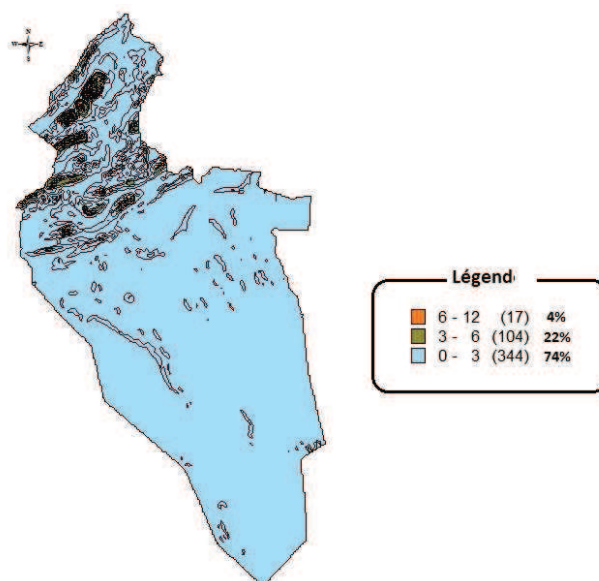 N
W E
S
Légend
6 - 12 (17) 4%
3 - 6 (104) 22%
0 - 3 (344) 74%